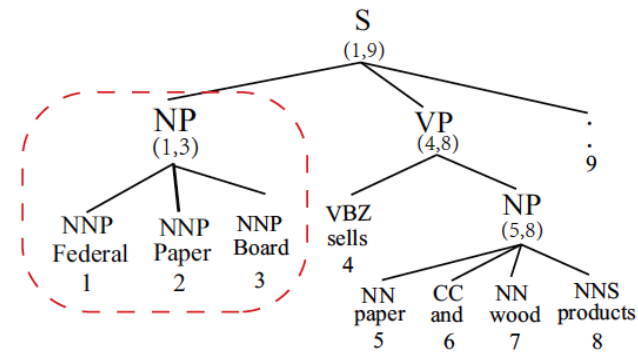 S
(1,9)
NP VP .
(1,3) (4,8) .
9
NNP NNP NNP VBZ NP
Federal Paper Board sells (5,8)
1 2 3 4
NN CC NN NNS
paper and wood products
5 6 7 8